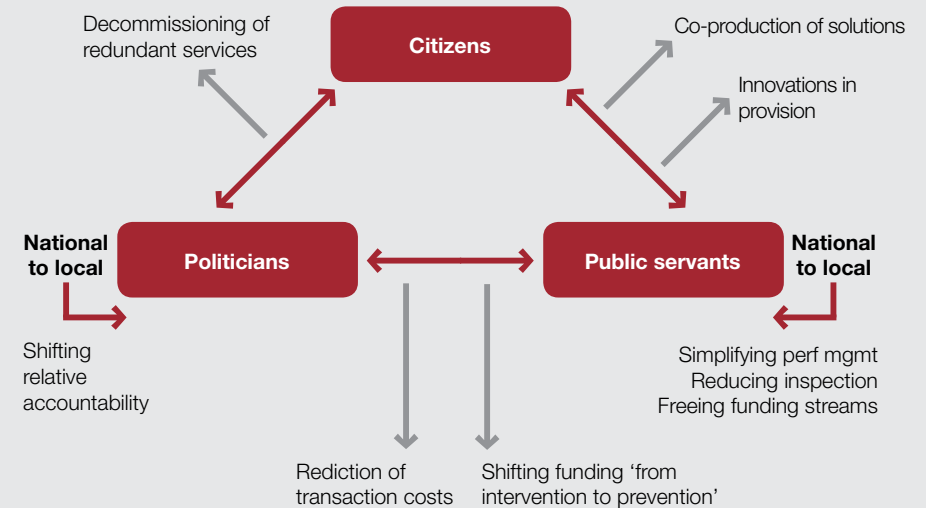 Decommissioning of
redundant services
Citizens
Co-production of solutions
Innovations in
provision
National
to local
Politicians
Public servants
National
to local
Shifting
relative
accountability
Simplifying perf mgmt
Reducing inspection
Freeing funding streams
Rediction of
transaction costs
Shifting funding ‘from
intervention to prevention’